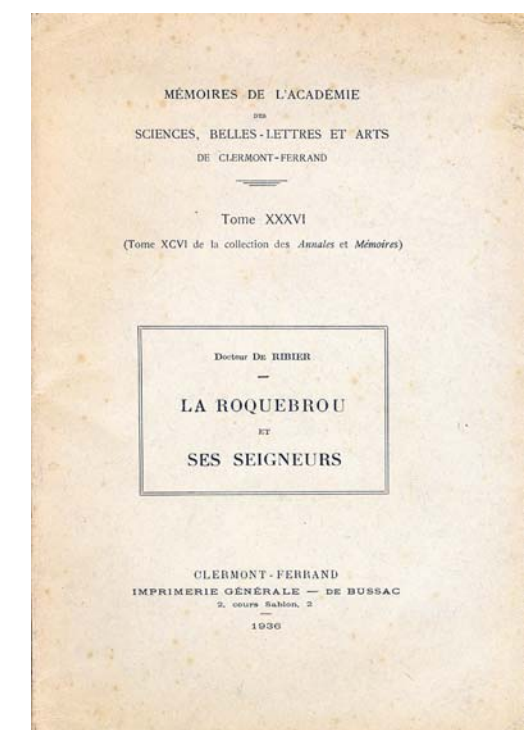 MÉMOIRES DE L'ACADÉMIE
DES
SCIENCES, BELLES-LETTRES ET ARTS
DE CLERMONT-FERRAND
Tome XXXVI
(Tome XCVI de la collection des Annales et Mémoires)
Docteur DE RIBIER
LA ROQUEBROU
ET
SES SEIGNEURS
CLERMONT-FERRAND
IMPRIMERIE GÉNÉRALE — DE BUSSAC
2, cours Sablon, 2
1936